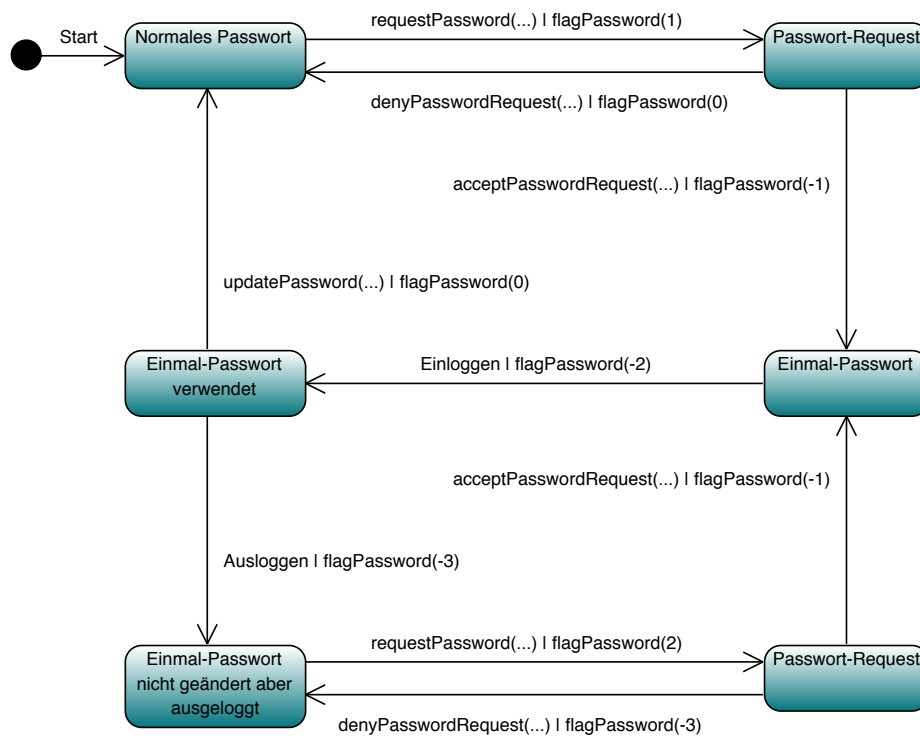 Start
Normales Passwort
requestPassword(...) | flagPassword(1)
Passwort-Request
denyPasswordRequest(...) | flagPassword(0)
acceptPasswordRequest(...) | flagPassword(-1)
updatePassword(...) | flagPassword(0)
Einmal-Passwort
verwendet
Einloggen | flagPassword(-2)
Einmal-Passwort
acceptPasswordRequest(...) | flagPassword(-1)
Ausloggen | flagPassword(-3)
Einmal-Passwort
nicht geändert aber
ausgeloggt
requestPassword(...) | flagPassword(2)
Passwort-Request
denyPasswordRequest(...) | flagPassword(-3)